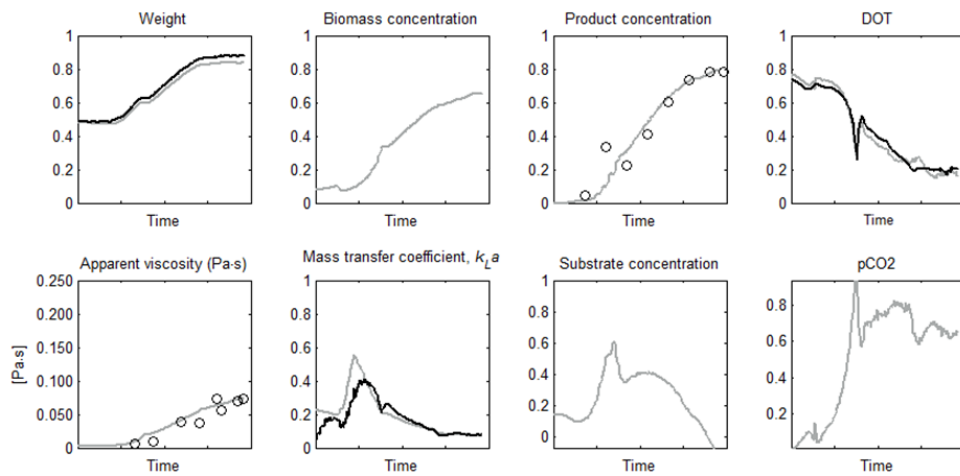 Weight
Biomass concentration
Product concentration
DOT
1
0.8
0.6
0.4
0.2
0
Time
1
0.8
0.6
0.4
0.2
0
Time
1
0.8
0.6
0.4
0.2
0
Time
1
0.8
0.6
0.4
0.2
0
Time
Apparent viscosity (Pa·s)
Mass transfer coefficient, kLa
Substrate concentration
pCO2
[Pa·s]
0.250
0.200
0.150
0.100
0.050
0
Time
1
0.8
0.6
0.4
0.2
0
Time
1
0.8
0.6
0.4
0.2
0
Time
0.8
0.6
0.4
0.2
Time